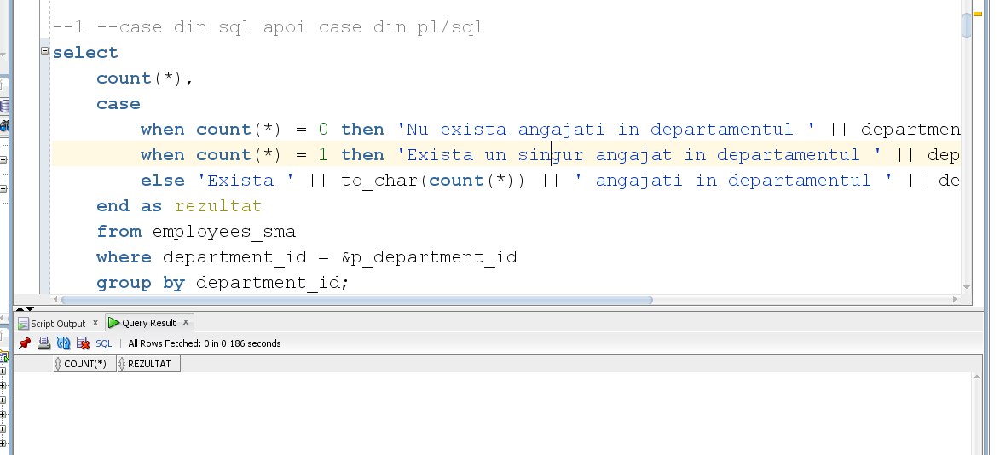 --1 --case din sql apoi case din pl/sql
select
count(*),
case
when count(*) = 0 then 'Nu exista angajati in departamentul ' || departmen
when count(*) = 1 then 'Exista un singur angajat in departamentul ' || dep
else 'Exista ' || to_char(count(*)) || ' angajati in departamentul ' || de
end as rezultat
from employees_sma
where department_id = &p_department_id
group by department_id;
Script Output x Query Result x
SQL | All Rows Fetched: 0 in 0.186 seconds
COUNT(*) REZULTAT